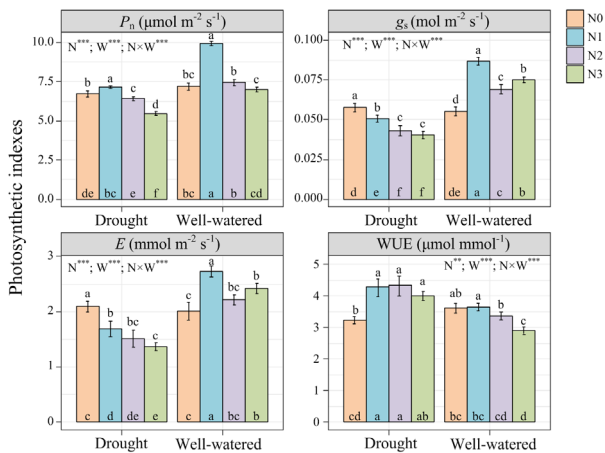 Photosynthetic indexes
Pn (μmol m⁻² s⁻¹)
N***; W***; N×W***
10.0
7.5
5.0
2.5
0.0
b ab c d b a b c
de bc e f bc a b cd
Drought Well-watered
gs (mol m⁻² s⁻¹)
N***; W***; N×W***
0.100
0.075
0.050
0.025
0.000
a b c c d a c b
d e f f de a c b
Drought Well-watered
N0
N1
N2
N3
E (mmol m⁻² s⁻¹)
N***; W***; N×W***
3
2
1
0
a b bc c c a b b
c d de e c a bc b
Drought Well-watered
WUE (μmol mmol⁻¹)
N**; W***; N×W***
5
4
3
2
1
0
b a a a ab a b c
cd a a ab bc bc cd d
Drought Well-watered